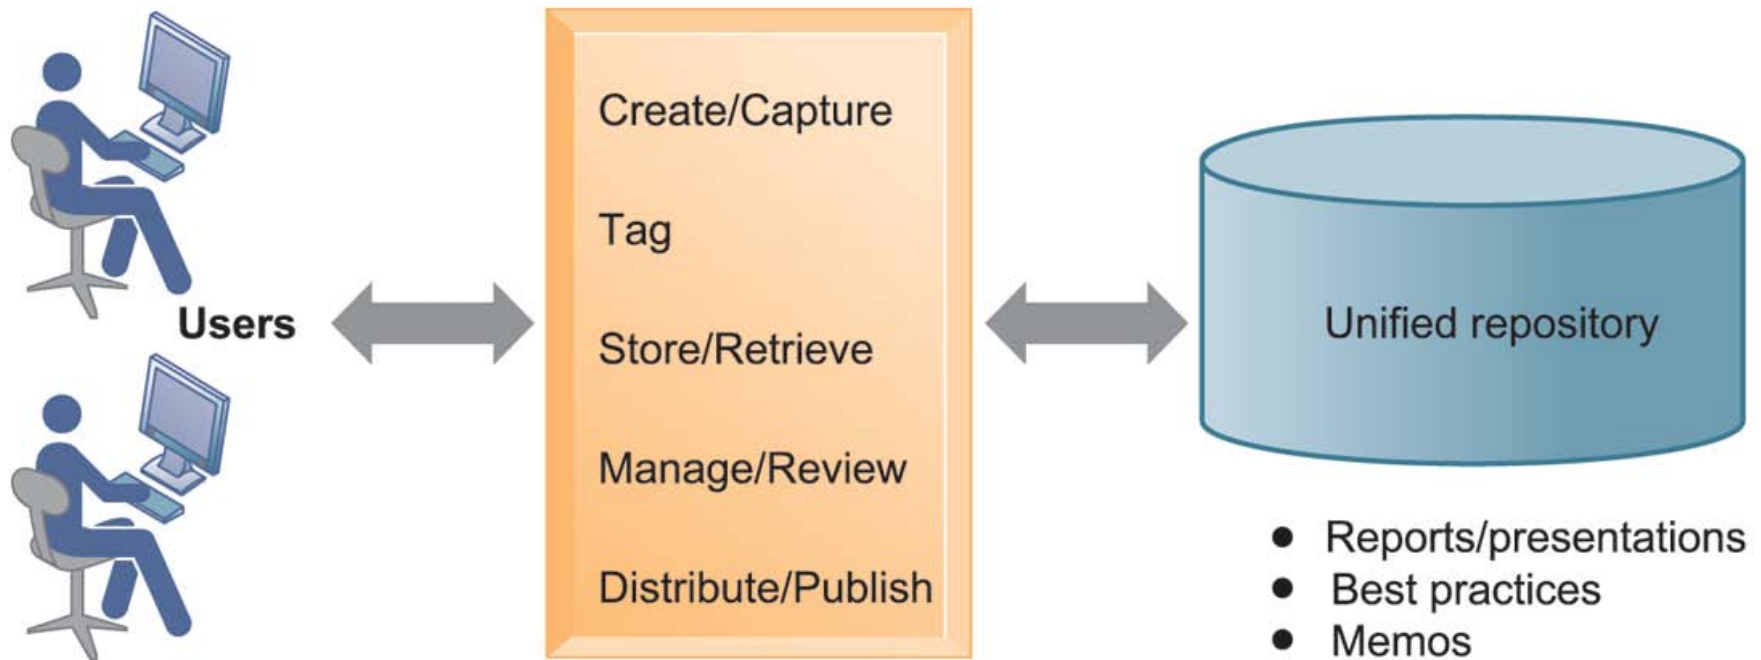 Users
Create/Capture
Tag
Store/Retrieve
Manage/Review
Distribute/Publish
Unified repository
● Reports/presentations
● Best practices
● Memos